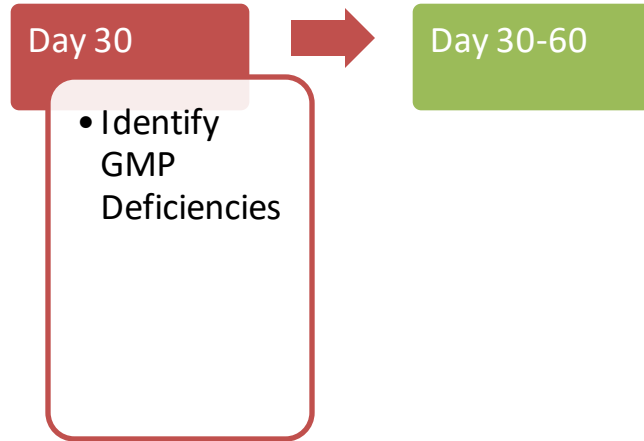 Day 30
Day 30-60
• Identify
GMP
Deficiencies